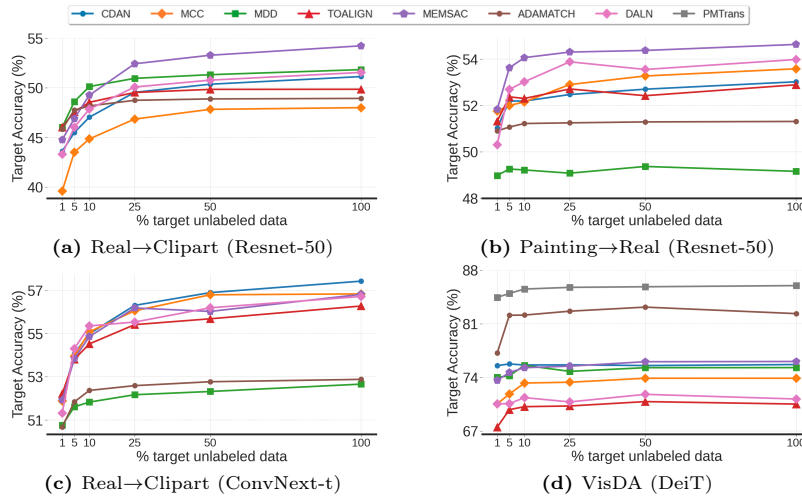 CDAN MCC MDD TOALIGN MEMSAC ADAMATCH DALN PMTrans
55
50
45
40
Target Accuracy (%)
1 5 10 25 50 100
% target unlabeled data
(a) Real→Clipart (Resnet-50)
54
52
50
48
Target Accuracy (%)
1 5 10 25 50 100
% target unlabeled data
(b) Painting→Real (Resnet-50)
57
55
53
51
Target Accuracy (%)
1 5 10 25 50 100
% target unlabeled data
(c) Real→Clipart (ConvNext-t)
88
81
74
67
Target Accuracy (%)
1 5 10 25 50 100
% target unlabeled data
(d) VisDA (DeiT)